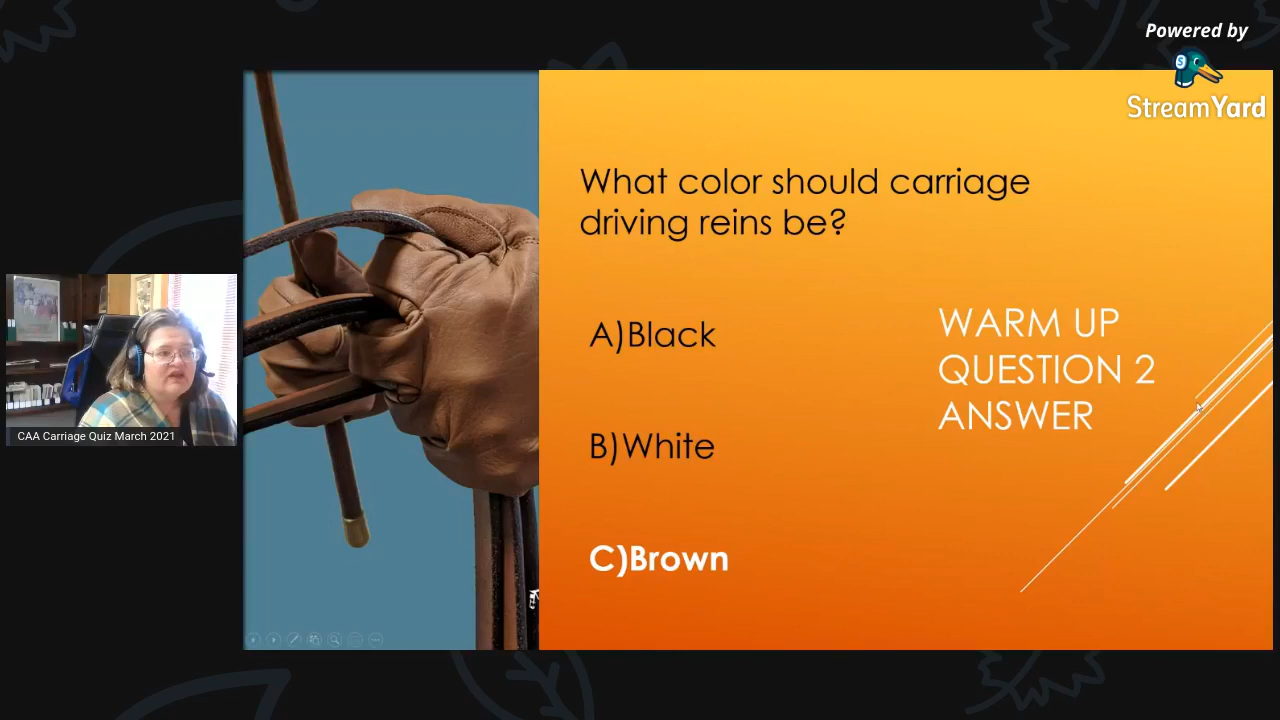 Powered by
StreamYard
What color should carriage
driving reins be?
A)Black
B)White
C)Brown
WARM UP
QUESTION 2
ANSWER
CAA Carriage Quiz March 2021